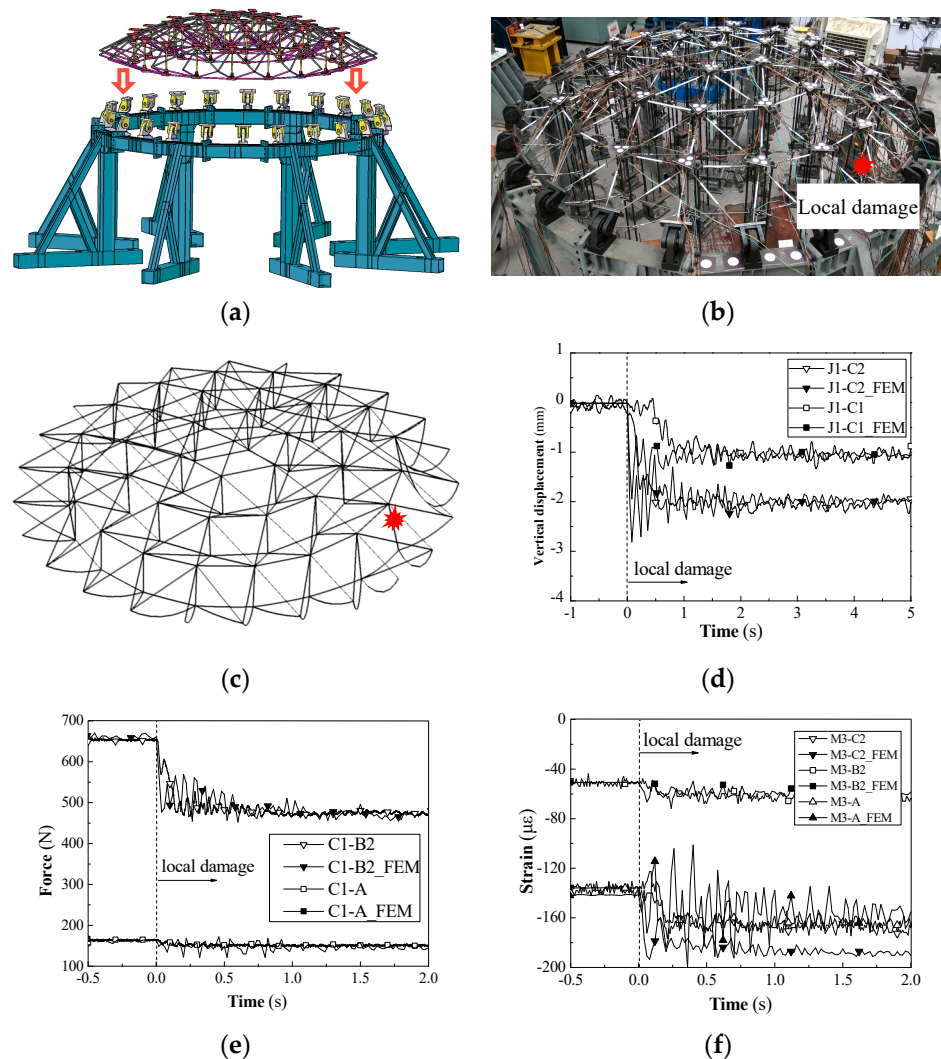 (a)
Local damage
(b)
(c)
1
0
-1
-2
-3
-4
Vertical displacement (mm)
J1-C2
J1-C2_FEM
J1-C1
J1-C1_FEM
local damage
-1
0
1
2
3
4
5
Time (s)
(d)
700
600
500
400
300
200
100
Force (N)
local damage
C1-B2
C1-B2_FEM
C1-A
C1-A_FEM
-0.5
0.0
0.5
1.0
1.5
2.0
Time (s)
(e)
0
-40
-80
-120
-160
-200
Strain (με)
local damage
M3-C2
M3-C2_FEM
M3-B2
M3-B2_FEM
M3-A
M3-A_FEM
-0.5
0.0
0.5
1.0
1.5
2.0
Time (s)
(f)